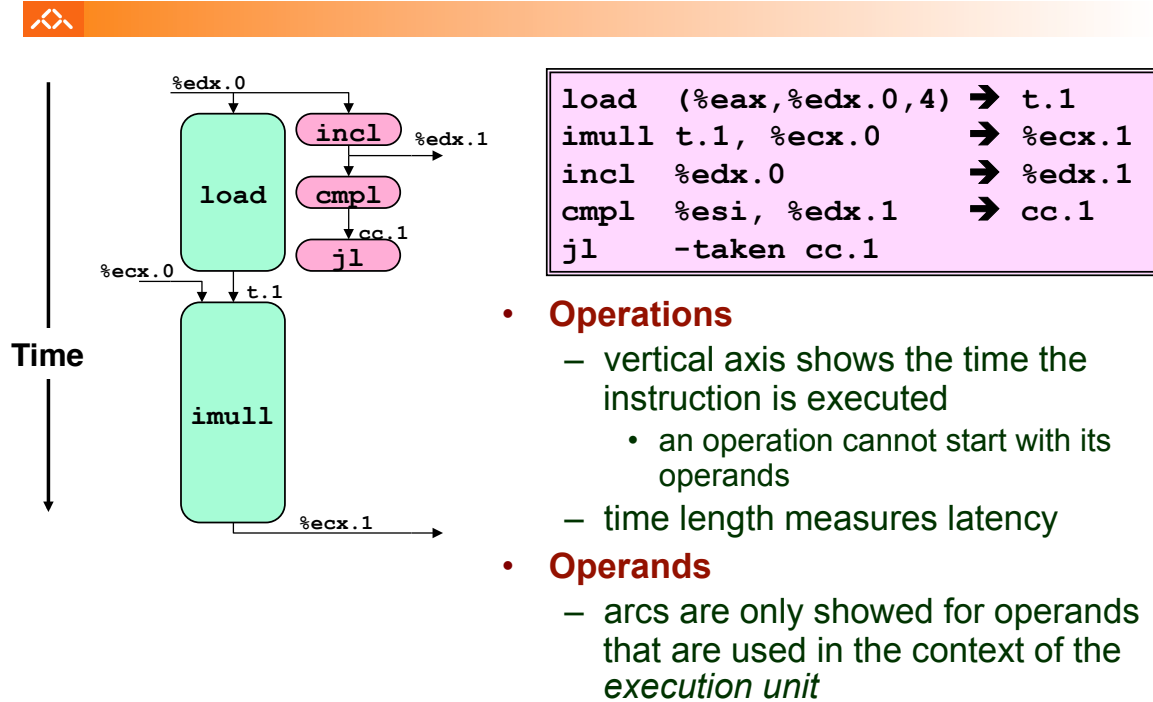 %edx.0
incl
%edx.1
load
cmpl
cc.1
jl
%ecx.0
t.1
Time
imull
%ecx.1
load (%eax,%edx.0,4) ➔ t.1
imull t.1, %ecx.0 ➔ %ecx.1
incl %edx.0 ➔ %edx.1
cmpl %esi, %edx.1 ➔ cc.1
jl -taken cc.1
• Operations
– vertical axis shows the time the
instruction is executed
• an operation cannot start with its
operands
– time length measures latency
• Operands
– arcs are only showed for operands
that are used in the context of the
execution unit